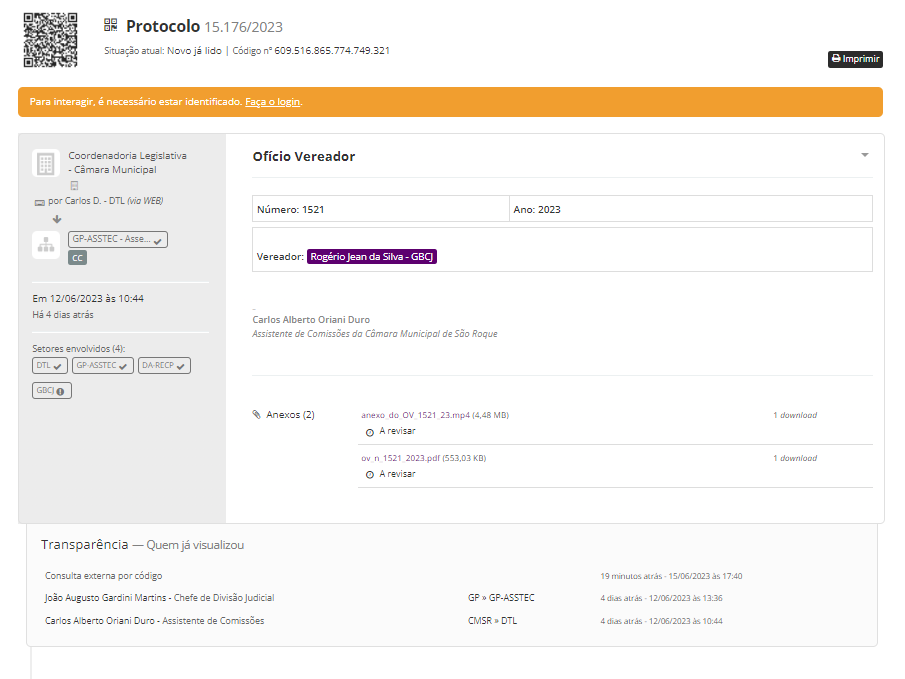 Protocolo 15.176/2023
Situação atual: Novo já lido | Código nº 609.516.865.774.749.321
Imprimir
Para interagir, é necessário estar identificado. Faça o login.
Coordenadoria Legislativa
- Câmara Municipal
por Carlos D. - DTL (via WEB)
GP-ASSTEC - Asse...
CC
Em 12/06/2023 às 10:44
Há 4 dias atrás
Setores envolvidos (4):
DTL
GP-ASSTEC
DA-RECP
GBCJ
Ofício Vereador
Número: 1521
Ano: 2023
Vereador: Rogério Jean da Silva - GBCJ
_
Carlos Alberto Oriani Duro
Assistente de Comissões da Câmara Municipal de São Roque
Anexos (2)
anexo_do_OV_1521_23.mp4 (4,48 MB)
1 download
A revisar
ov_n_1521_2023.pdf (553,03 KB)
1 download
A revisar
Transparência — Quem já visualizou
Consulta externa por código
19 minutos atrás - 15/06/2023 às 17:40
João Augusto Gardini Martins - Chefe de Divisão Judicial
GP » GP-ASSTEC
4 dias atrás - 12/06/2023 às 13:36
Carlos Alberto Oriani Duro - Assistente de Comissões
CMSR » DTL
4 dias atrás - 12/06/2023 às 10:44